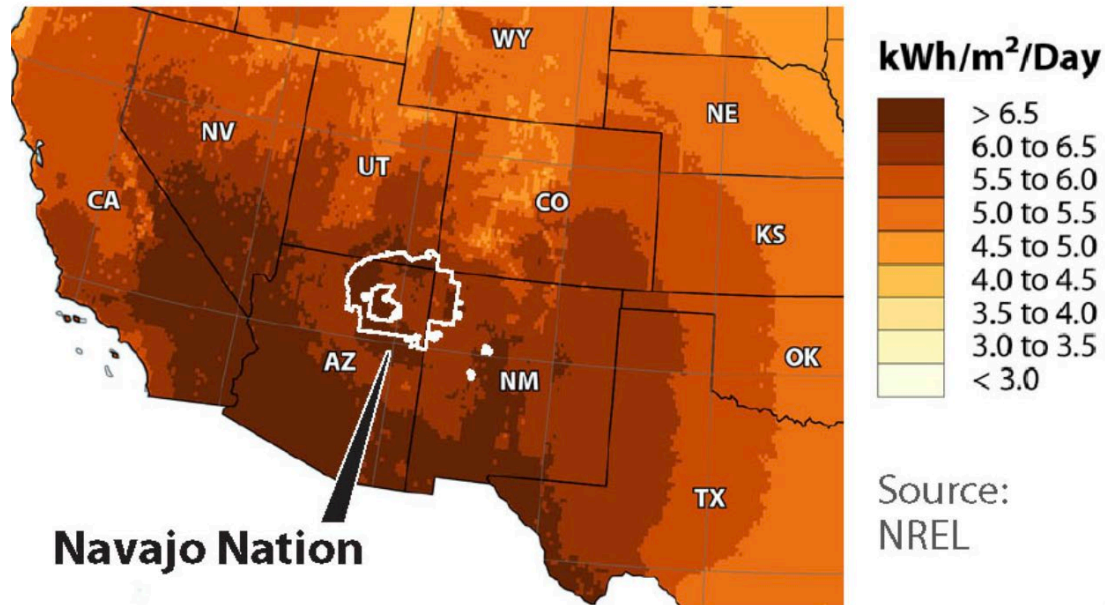 WY
NE
NV
UT
CO
CA
KS
AZ
NM
OK
TX
Navajo Nation
kWh/m²/Day
> 6.5
6.0 to 6.5
5.5 to 6.0
5.0 to 5.5
4.5 to 5.0
4.0 to 4.5
3.5 to 4.0
3.0 to 3.5
< 3.0
Source:
NREL